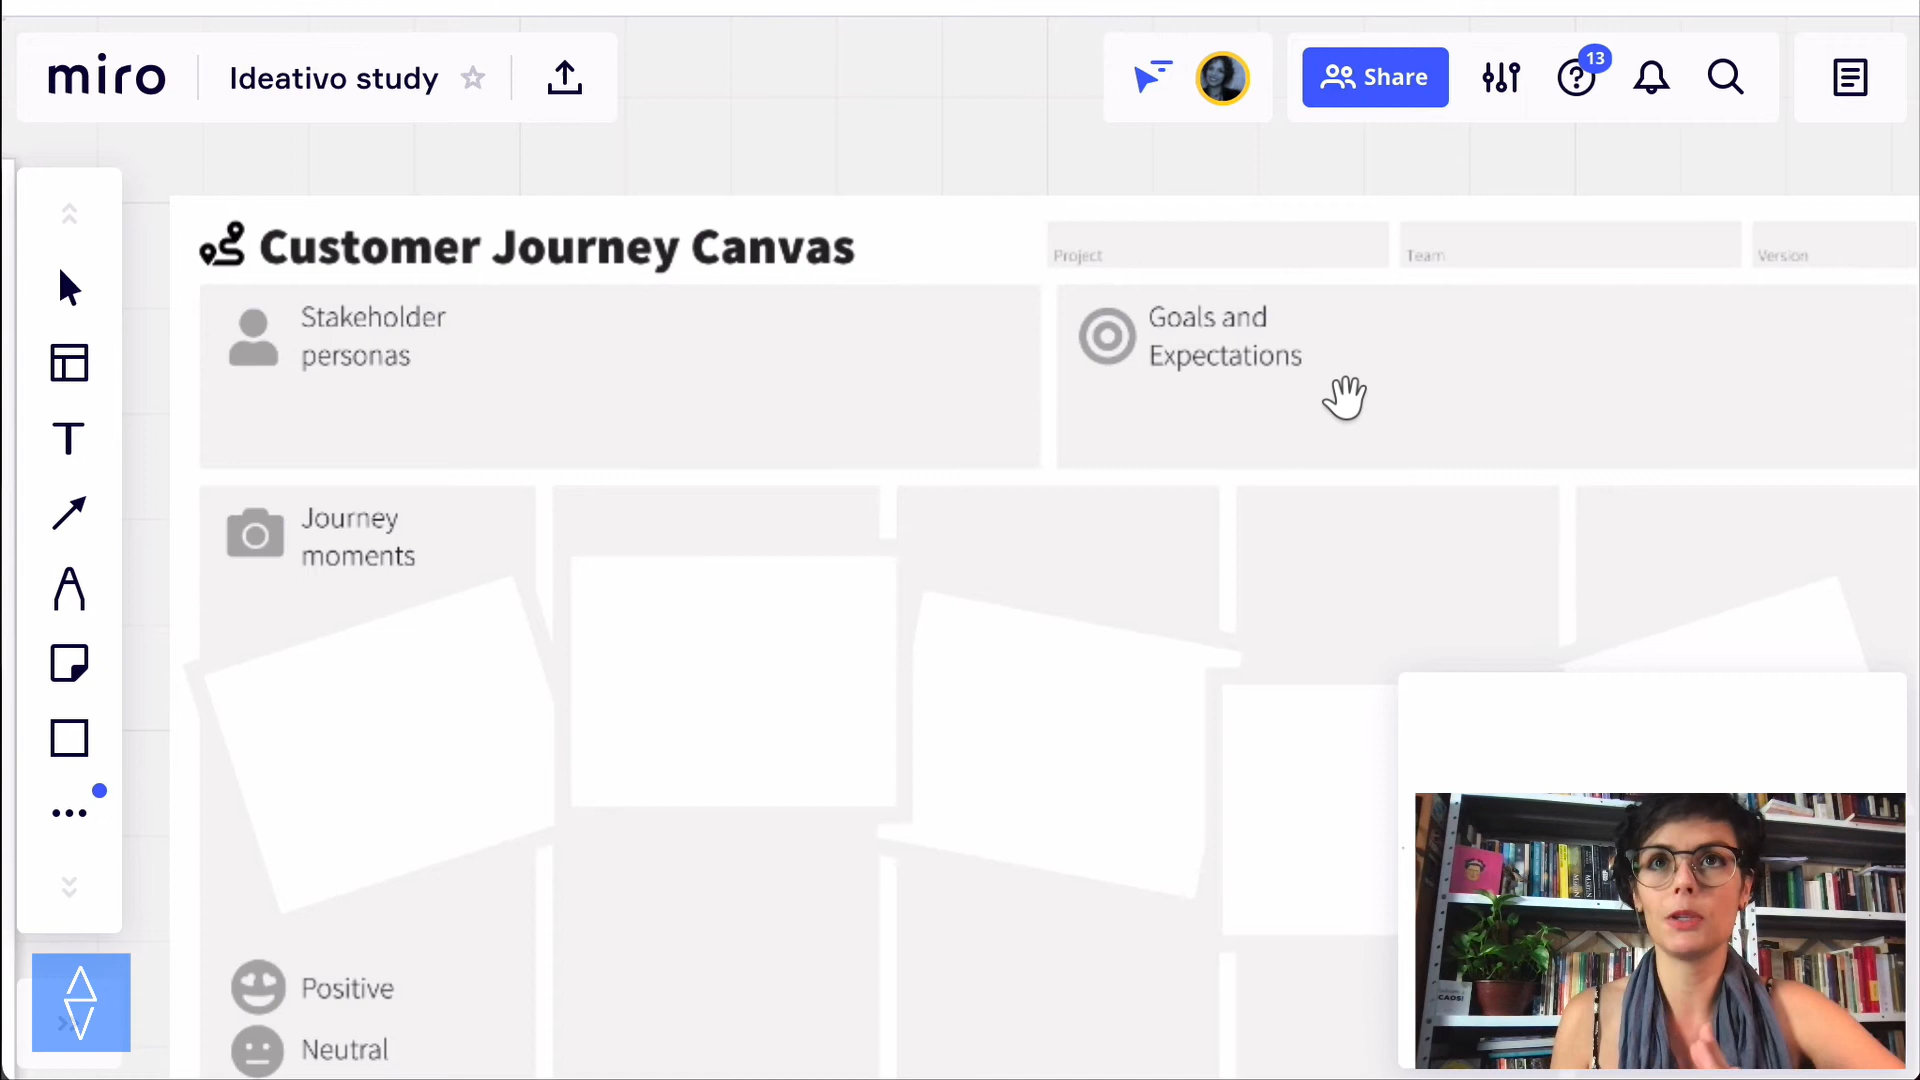 miro
Ideativo study
Share
13
Customer Journey Canvas
Project
Team
Version
Stakeholder
personas
Goals and
Expectations
Journey
moments
Positive
Neutral
CAOS!